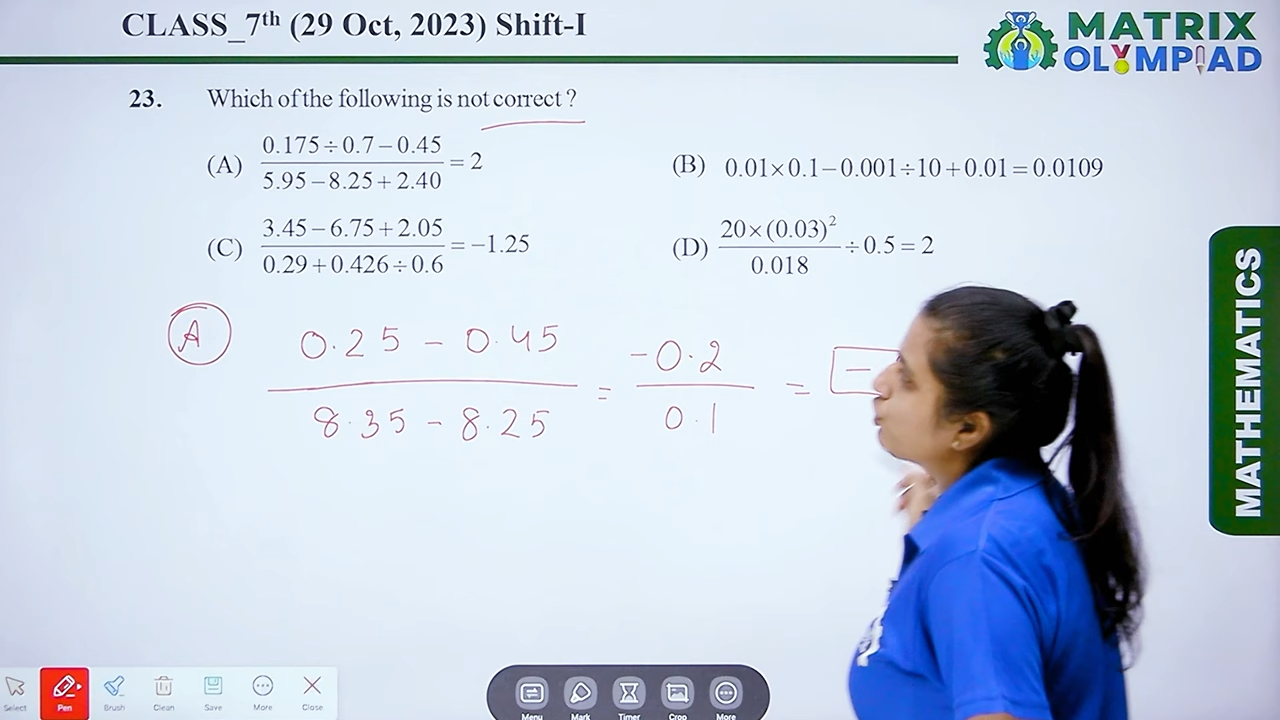 CLASS_7th (29 Oct, 2023) Shift-I
MATRIX
OLYMPIAD
23. Which of the following is not correct ?
(A) (0.175÷0.7−0.45)/(5.95−8.25+2.40) = 2
(B) 0.01×0.1−0.001÷10+0.01=0.0109
(C) (3.45−6.75+2.05)/(0.29+0.426÷0.6) = −1.25
(D) (20×(0.03)²)/(0.018) ÷0.5=2
A (0.25 − 0.45)/(8.35 − 8.25) = (−0.2)/(0.1) = −
MATHEMATICS
Select Pen Brush Clean Save More Close
Menu Mark Timer Crop More